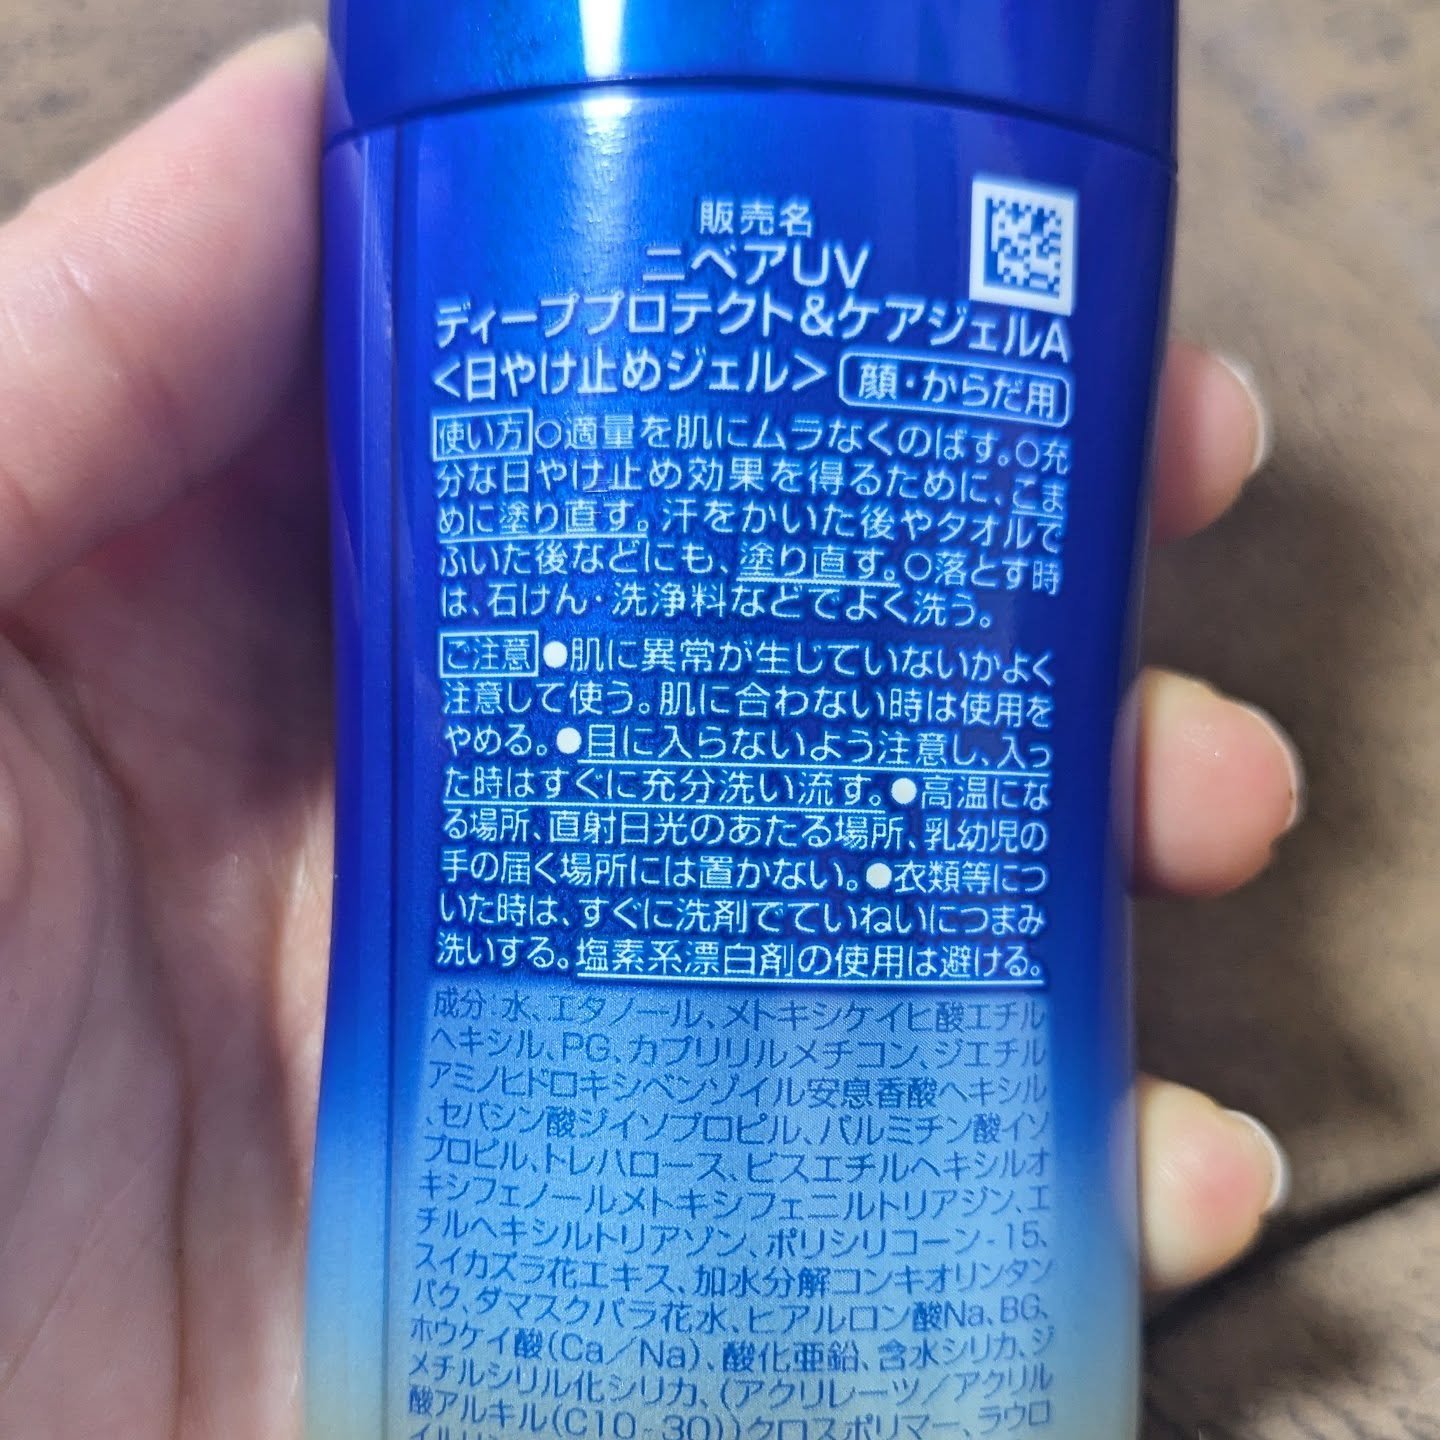 販売名
ニベアUV
ディーププロテクト&ケアジェルA
<日やけ止めジェル> 顔・からだ用
使い方 ○適量を肌にムラなくのばす。○充
分な日やけ止め効果を得るために、こま
めに塗り直す。汗をかいた後やタオルで
ふいた後などにも、塗り直す。○落とす時
は、石けん・洗浄料などでよく洗う。
ご注意 ●肌に異常が生じていないかよく
注意して使う。肌に合わない時は使用を
やめる。●目に入らないよう注意し、入っ
た時はすぐに充分洗い流す。●高温にな
る場所、直射日光のあたる場所、乳幼児の
手の届く場所には置かない。●衣類等につ
いた時は、すぐに洗剤でていねいにつまみ
洗いする。塩素系漂白剤の使用は避ける。
成分:水、エタノール、メトキシケイヒ酸エチル
ヘキシル、PG、カプリリルメチコン、ジエチル
アミノヒドロキシベンゾイル安息香酸ヘキシル
、セバシン酸ジイソプロピル、パルミチン酸イソ
プロピル、トレハロース、ビスエチルヘキシルオ
キシフェノールメトキシフェニルトリアジン、エ
チルヘキシルトリアゾン、ポリシリコーン-15、
スイカズラ花エキス、加水分解コンキオリンタン
パク、ダマスクバラ花水、ヒアルロン酸Na、BG、
ホウケイ酸(Ca/Na)、酸化亜鉛、含水シリカ、ジ
メチルシリル化シリカ、(アクリレーツ/アクリル
酸アルキル(C10-30))クロスポリマー、ラウロ